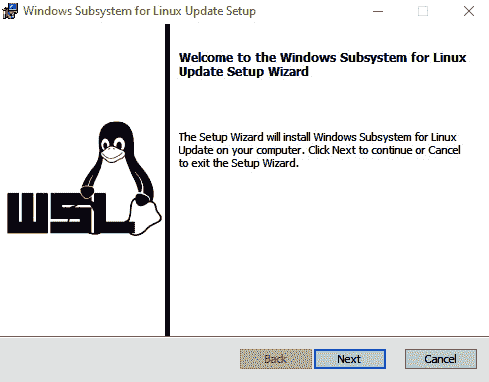 Windows Subsystem for Linux Update Setup
Welcome to the Windows Subsystem for Linux
Update Setup Wizard
The Setup Wizard will install Windows Subsystem for Linux
Update on your computer. Click Next to continue or Cancel
to exit the Setup Wizard.
WSL
Back Next Cancel